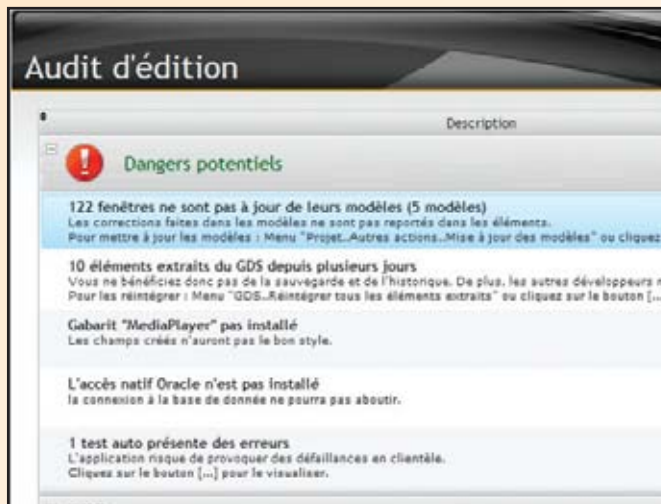 Audit d'édition
Description
Dangers potentiels
122 fenêtres ne sont pas à jour de leurs modèles (5 modèles)
Les corrections faites dans les modèles ne sont pas reportés dans les éléments.
Pour mettre à jour les modèles : Menu "Projet..Autres actions..Mise à jour des modèles" ou cliquez
10 éléments extraits du GDS depuis plusieurs jours
Vous ne bénéficiez donc pas de la sauvegarde et de l'historique. De plus, les autres développeurs
Pour les réintégrer : Menu "GDS..Réintégrer tous les éléments extraits" ou cliquez sur le bouton [...
Gabarit "MediaPlayer" pas installé
Les champs créés n'auront pas le bon style.
L'accès natif Oracle n'est pas installé
la connexion à la base de donnée ne pourra pas aboutir.
1 test auto présente des erreurs
L'application risque de provoquer des défaillances en clientèle.
Cliquez sur le bouton [...] pour le visualiser.